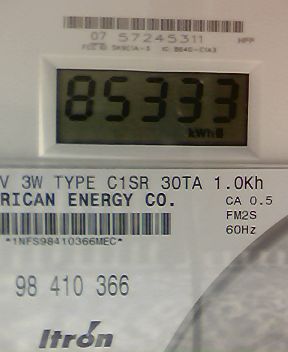 07 57245311
85333
kWh
V 3W TYPE C1SR 30TA 1.0Kh
RICAN ENERGY CO.
CA 0.5
FM2S
60Hz
*1NFS98410366MEC*
98 410 366
Itrón